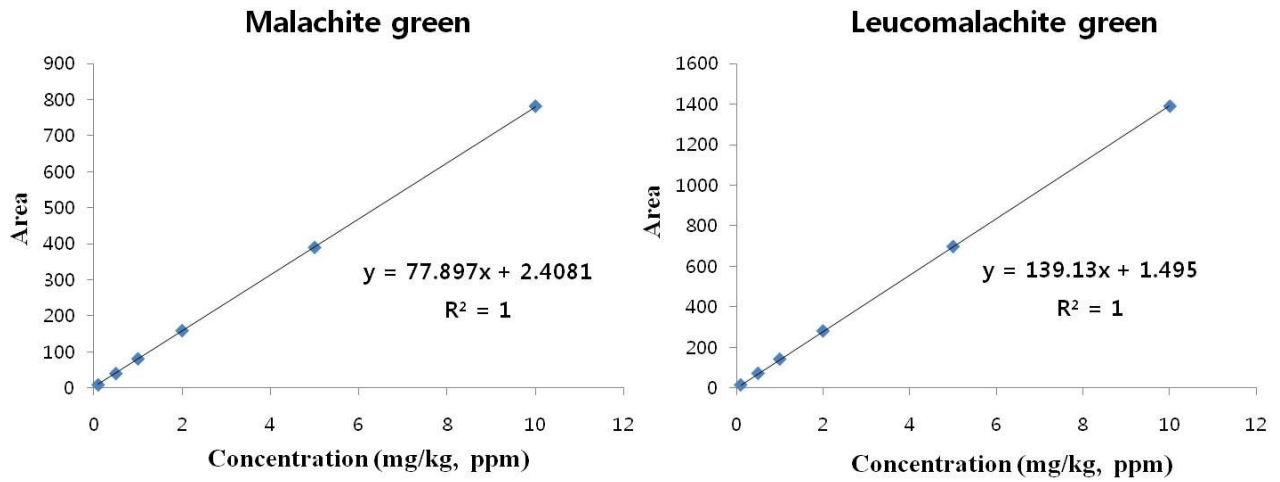 Malachite green
900
800
700
600
500
400
300
200
100
0
Area
y = 77.897x + 2.4081
R² = 1
0 2 4 6 8 10 12
Concentration (mg/kg, ppm)
Leucomalachite green
1600
1400
1200
1000
800
600
400
200
0
Area
y = 139.13x + 1.495
R² = 1
0 2 4 6 8 10 12
Concentration (mg/kg, ppm)